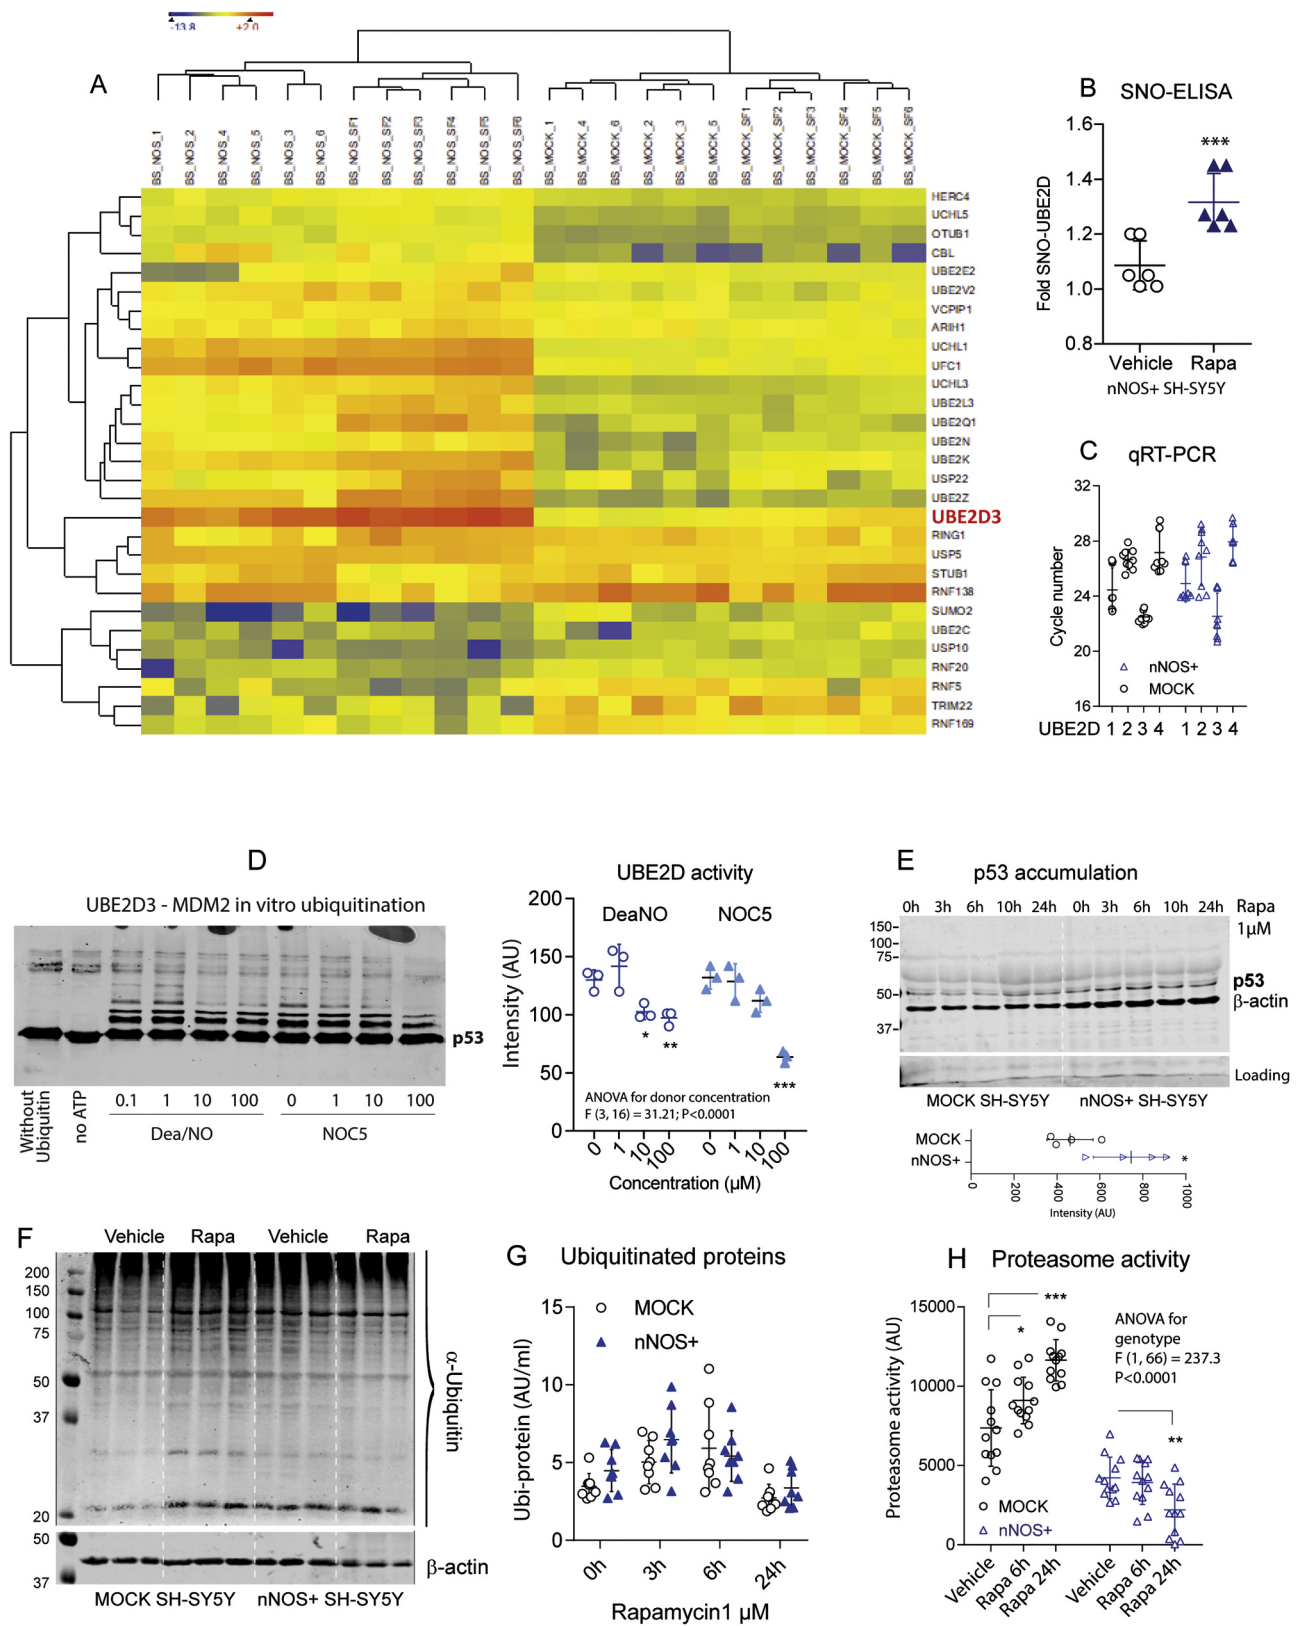 -13.8 +2.0
A
BS_NOS_1
BS_NOS_2
BS_NOS_4
BS_NOS_5
BS_NOS_3
BS_NOS_6
BS_NOS_SF1
BS_NOS_SF2
BS_NOS_SF3
BS_NOS_SF4
BS_NOS_SF5
BS_NOS_SF6
BS_MOCK_1
BS_MOCK_4
BS_MOCK_6
BS_MOCK_2
BS_MOCK_3
BS_MOCK_5
BS_MOCK_SF1
BS_MOCK_SF2
BS_MOCK_SF3
BS_MOCK_SF4
BS_MOCK_SF5
BS_MOCK_SF6
HERC4
UCHL5
OTUB1
CBL
UBE2E2
UBE2V2
VCPIP1
ARIH1
UCHL1
UFC1
UCHL3
UBE2L3
UBE2Q1
UBE2N
UBE2K
USP22
UBE2Z
UBE2D3
RING1
USP5
STUB1
RNF138
SUMO2
UBE2C
USP10
RNF20
RNF5
TRIM22
RNF169
B SNO-ELISA
Fold SNO-UBE2D
1.6
1.4
1.2
1.0
0.8
***
Vehicle Rapa
nNOS+ SH-SY5Y
C qRT-PCR
Cycle number
32
28
24
20
16
nNOS+
MOCK
UBE2D 1 2 3 4 1 2 3 4
D
UBE2D3 - MDM2 in vitro ubiquitination
p53
Without Ubiquitin
no ATP
0.1 1 10 100 0 1 10 100
Dea/NO NOC5
UBE2D activity
DeaNO NOC5
Intensity (AU)
200
150
100
50
0
*
**
***
ANOVA for donor concentration
F (3, 16) = 31.21; P<0.0001
0 1 10 100 0 1 10 100
Concentration (µM)
E p53 accumulation
0h 3h 6h 10h 24h 0h 3h 6h 10h 24h Rapa
1µM
150
100
75
50
37
p53
β-actin
Loading
MOCK SH-SY5Y nNOS+ SH-SY5Y
MOCK
nNOS+
*
0 200 400 600 800 1000
Intensity (AU)
F
Vehicle Rapa Vehicle Rapa
200
150
100
75
50
37
20
α-Ubiquitin
50
37
β-actin
MOCK SH-SY5Y nNOS+ SH-SY5Y
G Ubiquitinated proteins
Ubi-protein (AU/ml)
15
10
5
0
MOCK
nNOS+
0h 3h 6h 24h
Rapamycin1 µM
H Proteasome activity
Proteasome activity (AU)
15000
10000
5000
0
***
*
ANOVA for
genotype
F (1, 66) = 237.3
P<0.0001
**
MOCK
nNOS+
Vehicle Rapa 6h Rapa 24h Vehicle Rapa 6h Rapa 24h